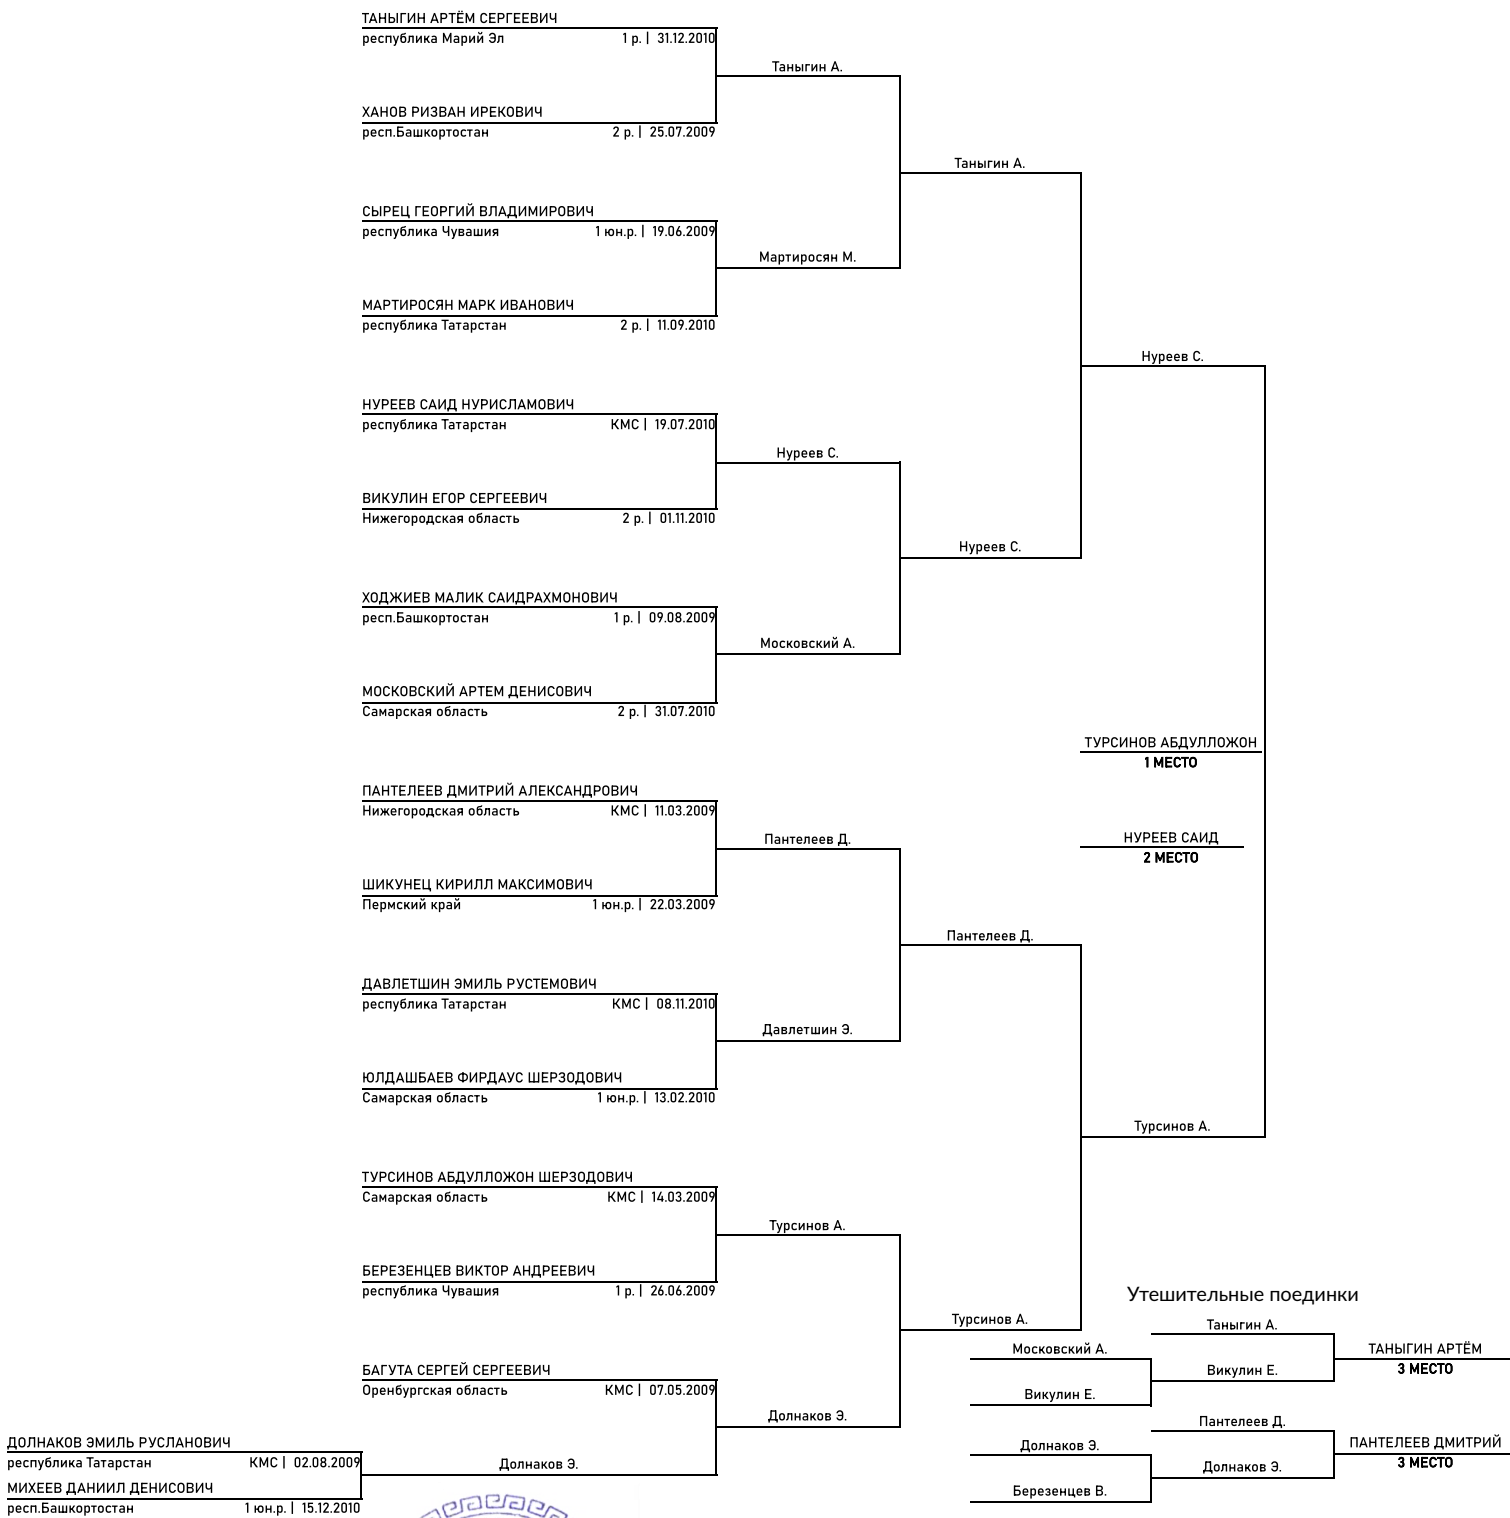 ТАНЫГИН АРТЁМ СЕРГЕЕВИЧ
республика Марий Эл 1 р. | 31.12.2010
Таныгин А.
ХАНОВ РИЗВАН ИРЕКОВИЧ
респ.Башкортостан 2 р. | 25.07.2009
Таныгин А.
СЫРЕЦ ГЕОРГИЙ ВЛАДИМИРОВИЧ
республика Чувашия 1 юн.р. | 19.06.2009
Мартиросян М.
МАРТИРОСЯН МАРК ИВАНОВИЧ
республика Татарстан 2 р. | 11.09.2010
Нуреев С.
НУРЕЕВ САИД НУРИСЛАМОВИЧ
республика Татарстан КМС | 19.07.2010
Нуреев С.
ВИКУЛИН ЕГОР СЕРГЕЕВИЧ
Нижегородская область 2 р. | 01.11.2010
Нуреев С.
ХОДЖИЕВ МАЛИК САИДРАХМОНОВИЧ
респ.Башкортостан 1 р. | 09.08.2009
Московский А.
МОСКОВСКИЙ АРТЕМ ДЕНИСОВИЧ
Самарская область 2 р. | 31.07.2010
ТУРСИНОВ АБДУЛЛОЖОН
1 МЕСТО
ПАНТЕЛЕЕВ ДМИТРИЙ АЛЕКСАНДРОВИЧ
Нижегородская область КМС | 11.03.2009
Пантелеев Д.
НУРЕЕВ САИД
2 МЕСТО
ШИКУНЕЦ КИРИЛЛ МАКСИМОВИЧ
Пермский край 1 юн.р. | 22.03.2009
Пантелеев Д.
ДАВЛЕТШИН ЭМИЛЬ РУСТЕМОВИЧ
республика Татарстан КМС | 08.11.2010
Давлетшин Э.
ЮЛДАШБАЕВ ФИРДАУС ШЕРЗОДОВИЧ
Самарская область 1 юн.р. | 13.02.2010
Турсинов А.
ТУРСИНОВ АБДУЛЛОЖОН ШЕРЗОДОВИЧ
Самарская область КМС | 14.03.2009
Турсинов А.
БЕРЕЗЕНЦЕВ ВИКТОР АНДРЕЕВИЧ
республика Чувашия 1 р. | 26.06.2009
Турсинов А.
БАГУТА СЕРГЕЙ СЕРГЕЕВИЧ
Оренбургская область КМС | 07.05.2009
Долнаков Э.
ДОЛНАКОВ ЭМИЛЬ РУСЛАНОВИЧ
республика Татарстан КМС | 02.08.2009
Долнаков Э.
МИХЕЕВ ДАНИИЛ ДЕНИСОВИЧ
респ.Башкортостан 1 юн.р. | 15.12.2010
Утешительные поединки
Таныгин А.
Московский А.
ТАНЫГИН АРТЁМ
3 МЕСТО
Викулин Е.
Викулин Е.
Пантелеев Д.
Долнаков Э.
ПАНТЕЛЕЕВ ДМИТРИЙ
3 МЕСТО
Долнаков Э.
Березенцев В.